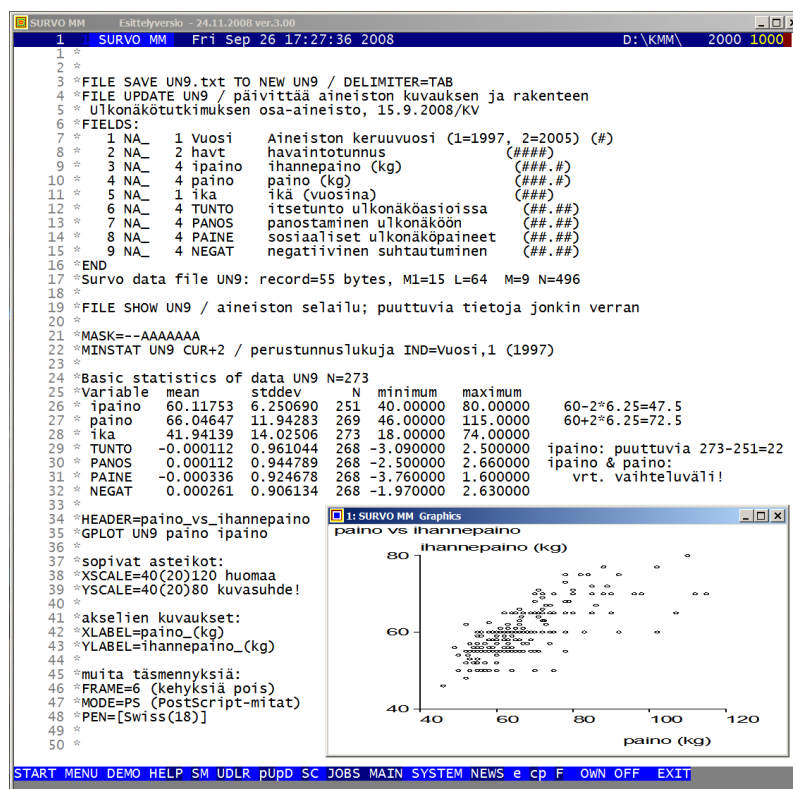 SURVO MM Esittelyversio - 24.11.2008 ver.3.00
1 SURVO MM Fri Sep 26 17:27:36 2008 D:\KMM\ 2000 1000
1 *
2 *
3 *FILE SAVE UN9.txt TO NEW UN9 / DELIMITER=TAB
4 *FILE UPDATE UN9 / päivittää aineiston kuvauksen ja rakenteen
5 * Ulkonäkötutkimuksen osa-aineisto, 15.9.2008/KV
6 *FIELDS:
7 * 1 NA_ 1 Vuosi Aineiston keruuvuosi (1=1997, 2=2005) (#)
8 * 2 NA_ 2 havt havaintotunnus (####)
9 * 3 NA_ 4 ipaino ihannepaino (kg) (###.#)
10 * 4 NA_ 4 paino paino (kg) (###.#)
11 * 5 NA_ 1 ika ikä (vuosina) (###)
12 * 6 NA_ 4 TUNTO itsetunto ulkonäköasioissa (##.##)
13 * 7 NA_ 4 PANOS panostaminen ulkonäköön (##.##)
14 * 8 NA_ 4 PAINE sosiaaliset ulkonäköpaineet (##.##)
15 * 9 NA_ 4 NEGAT negatiivinen suhtautuminen (##.##)
16 *END
17 *Survo data file UN9: record=55 bytes, M1=15 L=64 M=9 N=496
18 *
19 *FILE SHOW UN9 / aineiston selailu; puuttuvia tietoja jonkin verran
20 *
21 *MASK=--AAAAAAA
22 *MINSTAT UN9 CUR+2 / perustunnuslukuja IND=Vuosi,1 (1997)
23 *
24 *Basic statistics of data UN9 N=273
25 *Variable mean stddev N minimum maximum
26 * ipaino 60.11753 6.250690 251 40.00000 80.00000 60-2*6.25=47.5
27 * paino 66.04647 11.94283 269 46.00000 115.0000 60+2*6.25=72.5
28 * ika 41.94139 14.02506 273 18.00000 74.00000
29 * TUNTO -0.000112 0.961044 268 -3.090000 2.500000 ipaino: puuttuvia 273-251=22
30 * PANOS 0.000112 0.944789 268 -2.500000 2.660000 ipaino & paino:
31 * PAINE -0.000336 0.924678 268 -3.760000 1.600000 vrt. vaihteluväli!
32 * NEGAT 0.000261 0.906134 268 -1.970000 2.630000
33 *
34 *HEADER=paino_vs_ihannepaino
35 *GPLOT UN9 paino ipaino
36 *
37 *sopivat asteikot:
38 *XSCALE=40(20)120 huomaa
39 *YSCALE=40(20)80 kuvasuhde!
40 *
41 *akselien kuvaukset:
42 *XLABEL=paino_(kg)
43 *YLABEL=ihannepaino_(kg)
44 *
45 *muita täsmennyksiä:
46 *FRAME=6 (kehyksiä pois)
47 *MODE=PS (PostScript-mitat)
48 *PEN=[Swiss(18)]
49 *
50 *
1: SURVO MM Graphics
paino vs ihannepaino
ihannepaino (kg)
80
60
40
40 60 80 100 120
paino (kg)
START MENU DEMO HELP SM UDLR pUpD SC JOBS MAIN SYSTEM NEWS e cp F OWN OFF EXIT